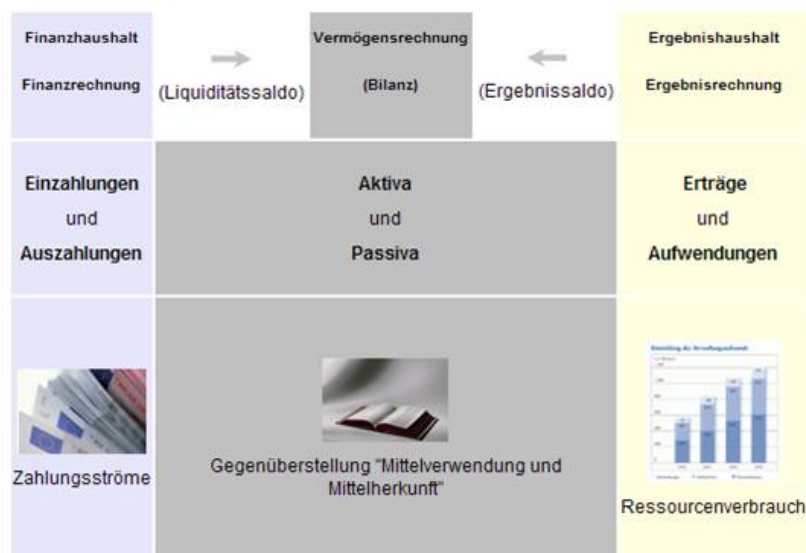 Finanzhaushalt
Finanzrechnung
(Liquiditätssaldo)
Vermögensrechnung
(Bilanz)
(Ergebnissaldo)
Ergebnishaushalt
Ergebnisrechnung
Einzahlungen
und
Auszahlungen
Aktiva
und
Passiva
Erträge
und
Aufwendungen
Zahlungsströme
Gegenüberstellung "Mittelverwendung und
Mittelherkunft"
Ressourcenverbrauch